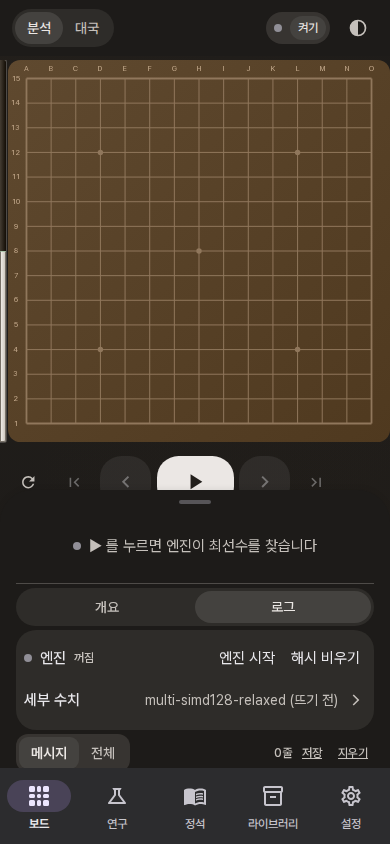 분석 대국 켜기
A B C D E F G H I J K L M N O
15
14
13
12
11
10
9
8
7
6
5
4
3
2
1
▶ 를 누르면 엔진이 최선수를 찾습니다
개요 로그
엔진 꺼짐 엔진 시작 해시 비우기
세부 수치 multi-simd128-relaxed (뜨기 전)
메시지 전체 0줄 저장 지우기
보드 연구 정석 라이브러리 설정